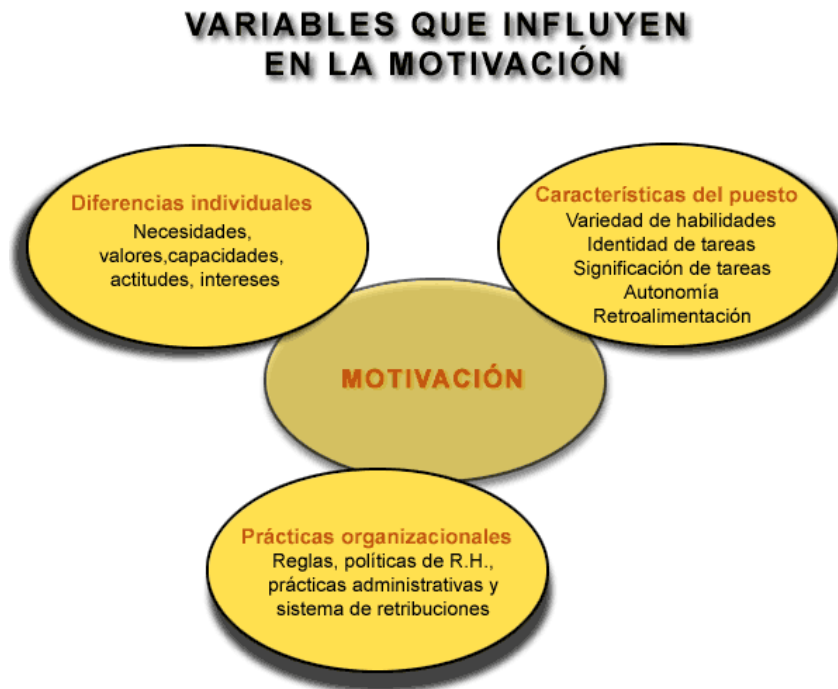 VARIABLES QUE INFLUYEN
EN LA MOTIVACIÓN
Diferencias individuales
Necesidades,
valores,capacidades,
actitudes, intereses
Características del puesto
Variedad de habilidades
Identidad de tareas
Significación de tareas
Autonomía
Retroalimentación
MOTIVACIÓN
Prácticas organizacionales
Reglas, políticas de R.H.,
prácticas administrativas y
sistema de retribuciones